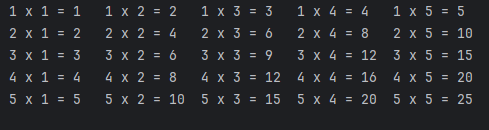 1 x 1 = 1   1 x 2 = 2   1 x 3 = 3   1 x 4 = 4   1 x 5 = 5
2 x 1 = 2   2 x 2 = 4   2 x 3 = 6   2 x 4 = 8   2 x 5 = 10
3 x 1 = 3   3 x 2 = 6   3 x 3 = 9   3 x 4 = 12  3 x 5 = 15
4 x 1 = 4   4 x 2 = 8   4 x 3 = 12  4 x 4 = 16  4 x 5 = 20
5 x 1 = 5   5 x 2 = 10  5 x 3 = 15  5 x 4 = 20  5 x 5 = 25